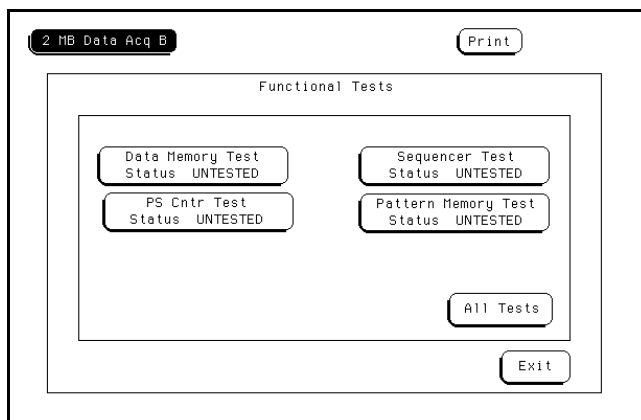 2 MB Data Acq B
Print
Functional Tests
Data Memory Test
Status UNTESTED
Sequencer Test
Status UNTESTED
PS Cntr Test
Status UNTESTED
Pattern Memory Test
Status UNTESTED
All Tests
Exit